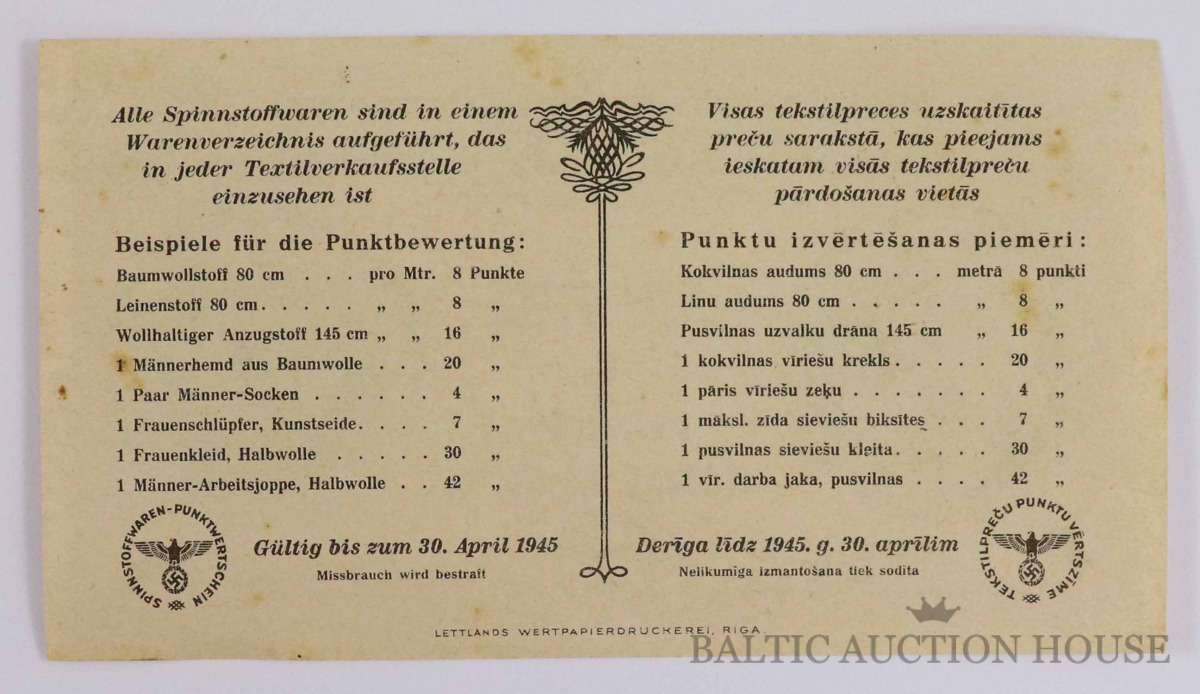 Alle Spinnstoffwaren sind in einem
Warenverzeichnis aufgeführt, das
in jeder Textilverkaufsstelle
einzusehen ist
Beispiele für die Punktbewertung:
Baumwollstoff 80 cm . . . pro Mtr. 8 Punkte
Leinenstoff 80 cm . . . . . „ „ 8 „
Wollhaltiger Anzugstoff 145 cm „ „ 16 „
1 Männerhemd aus Baumwolle . . . 20 „
1 Paar Männer-Socken . . . . . . 4 „
1 Frauenschlüpfer, Kunstseide . . . . 7 „
1 Frauenkleid, Halbwolle . . . . . 30 „
1 Männer-Arbeitsjoppe, Halbwolle . . 42 „
SPINNSTOFFWAREN-PUNKTWERTSCHEIN
Gültig bis zum 30. April 1945
Missbrauch wird bestraft
Visas tekstilpreces uzskaitītas
preču sarakstā, kas pieejams
ieskatam visās tekstilpreču
pārdošanas vietās
Punktu izvērtēšanas piemēri:
Kokvilnas audums 80 cm . . . metrā 8 punkti
Linu audums 80 cm . . . . . „ 8 „
Pusvilnas uzvalku drāna 145 cm „ 16 „
1 kokvilnas vīriešu krekls . . . . . 20 „
1 pāris vīriešu zeķu . . . . . . . 4 „
1 māksl. zīda sieviešu biksītes . . . 7 „
1 pusvilnas sieviešu kleita . . . . . 30 „
1 vīr. darba jaka, pusvilnas . . . . 42 „
Derīga līdz 1945. g. 30. aprīlim
Nelikumīga izmantošana tiek sodīta
TEKSTILPREČU PUNKTU VĒRTSZĪME
LETTLANDS WERTPAPIERDRUCKEREI, RIGA.
BALTIC AUCTION HOUSE